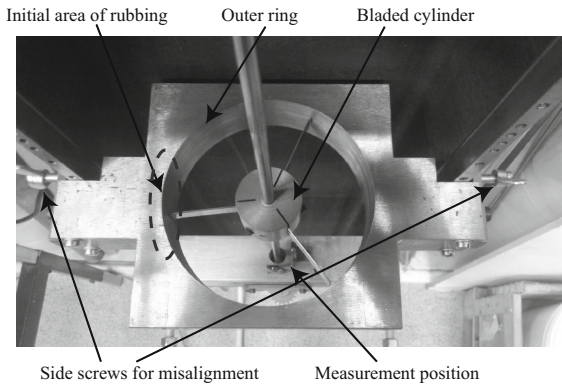 Initial area of rubbing
Outer ring
Bladed cylinder
Side screws for misalignment
Measurement position